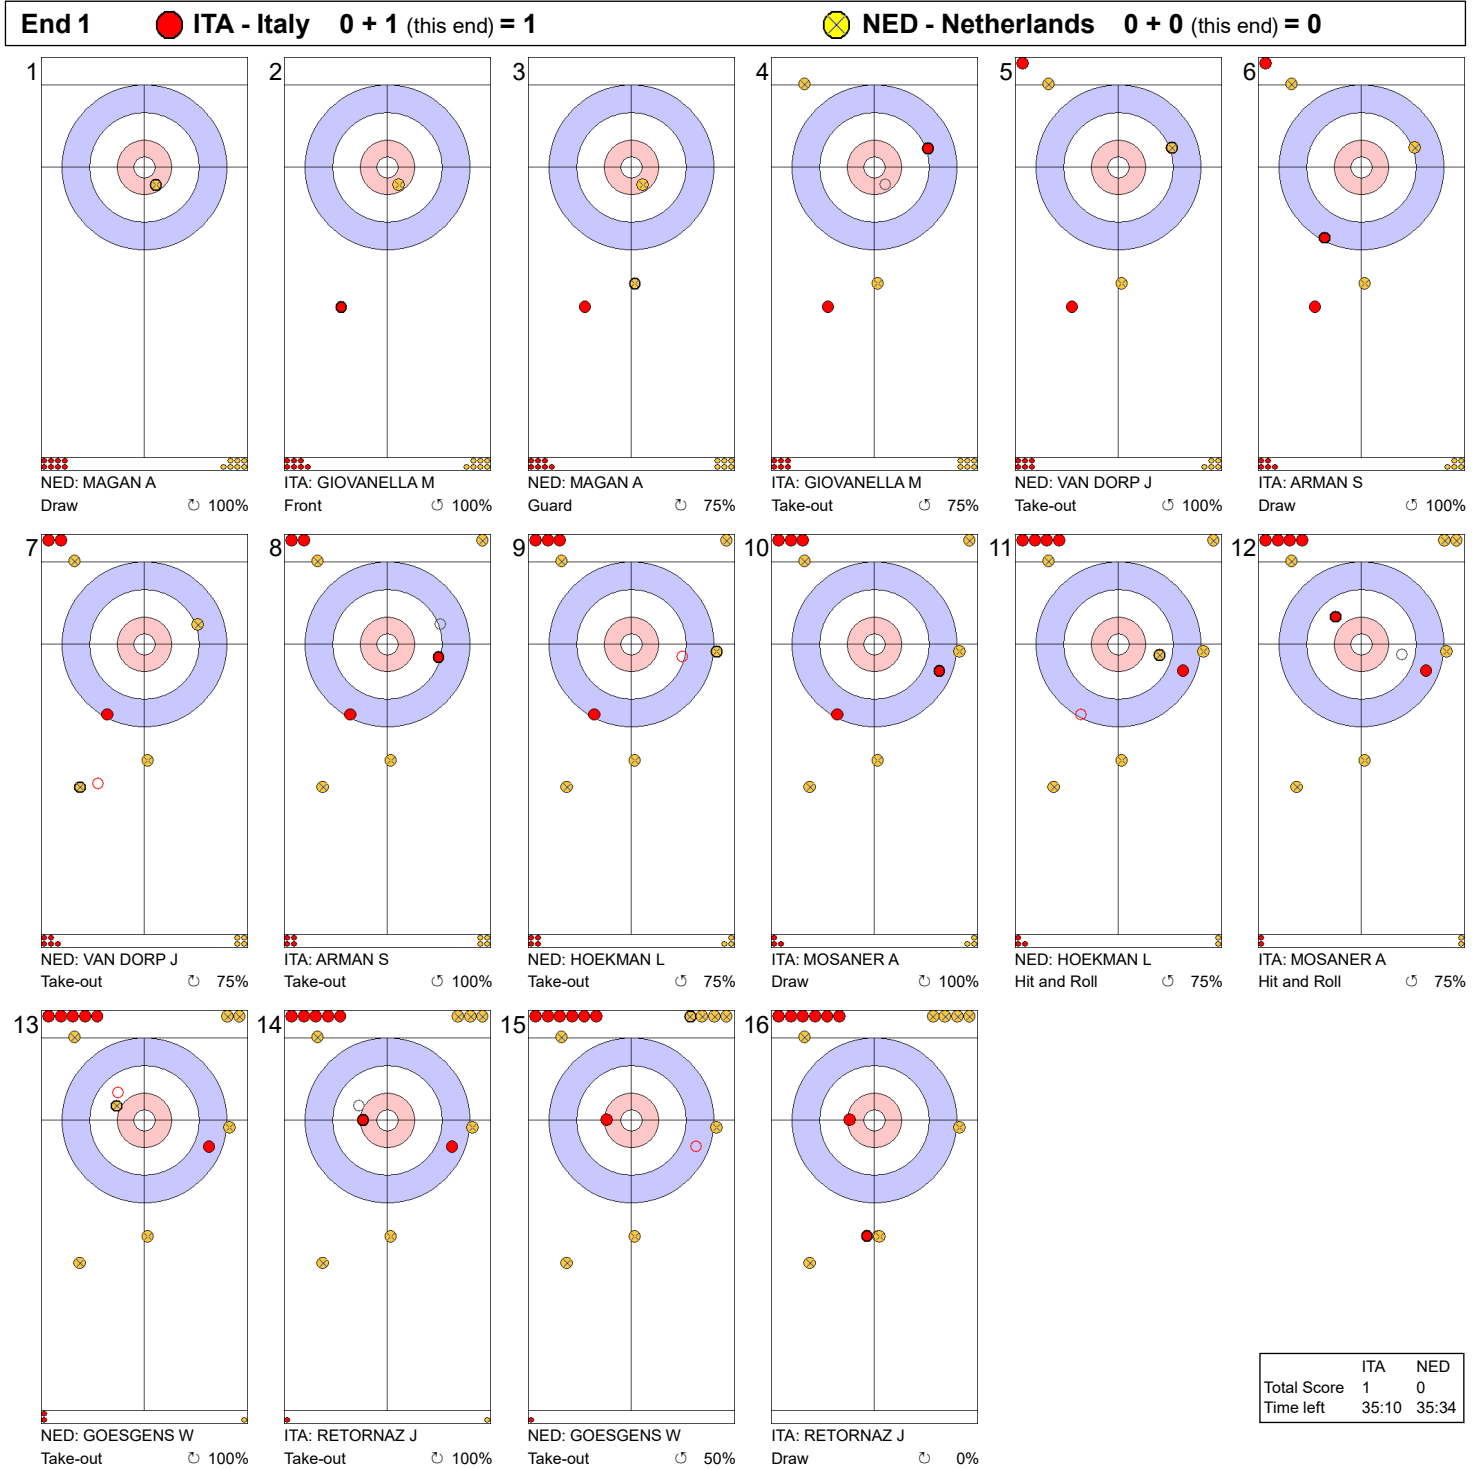 End 1 ITA - Italy 0 + 1 (this end) = 1 NED - Netherlands 0 + 0 (this end) = 0
1
NED: MAGAN A
Draw ↻ 100%
2
ITA: GIOVANELLA M
Front ↻ 100%
3
NED: MAGAN A
Guard ↺ 75%
4
ITA: GIOVANELLA M
Take-out ↺ 75%
5
NED: VAN DORP J
Take-out ↺ 100%
6
ITA: ARMAN S
Draw ↻ 100%
7
NED: VAN DORP J
Take-out ↻ 75%
8
ITA: ARMAN S
Take-out ↻ 100%
9
NED: HOEKMAN L
Take-out ↺ 75%
10
ITA: MOSANER A
Draw ↻ 100%
11
NED: HOEKMAN L
Hit and Roll ↺ 75%
12
ITA: MOSANER A
Hit and Roll ↺ 75%
13
NED: GOESGENS W
Take-out ↻ 100%
14
ITA: RETORNAZ J
Take-out ↻ 100%
15
NED: GOESGENS W
Take-out ↺ 50%
16
ITA: RETORNAZ J
Draw ↻ 0%
ITA NED
Total Score 1 0
Time left 35:10 35:34